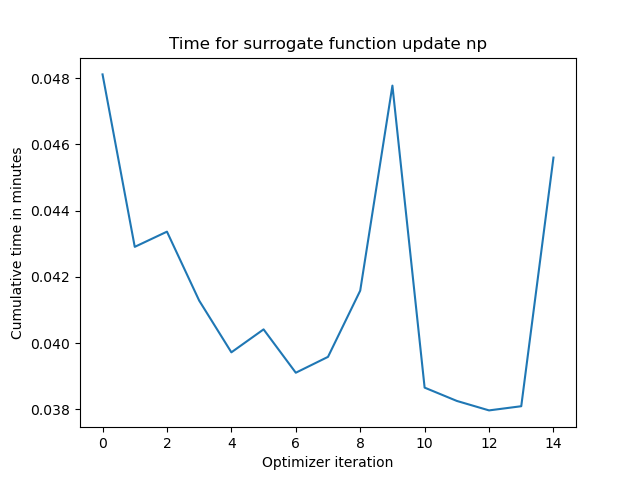 Time for surrogate function update np
Cumulative time in minutes
0.048
0.046
0.044
0.042
0.040
0.038
0 2 4 6 8 10 12 14
Optimizer iteration